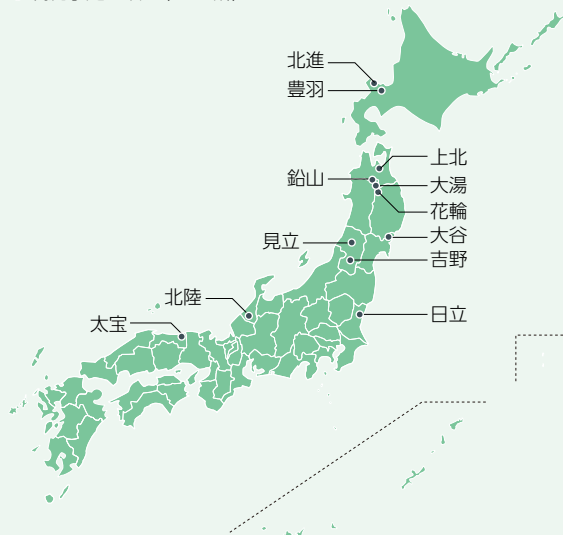 北進
豊羽
上北
鉛山
大湯
花輪
大谷
見立
吉野
北陸
日立
太宝